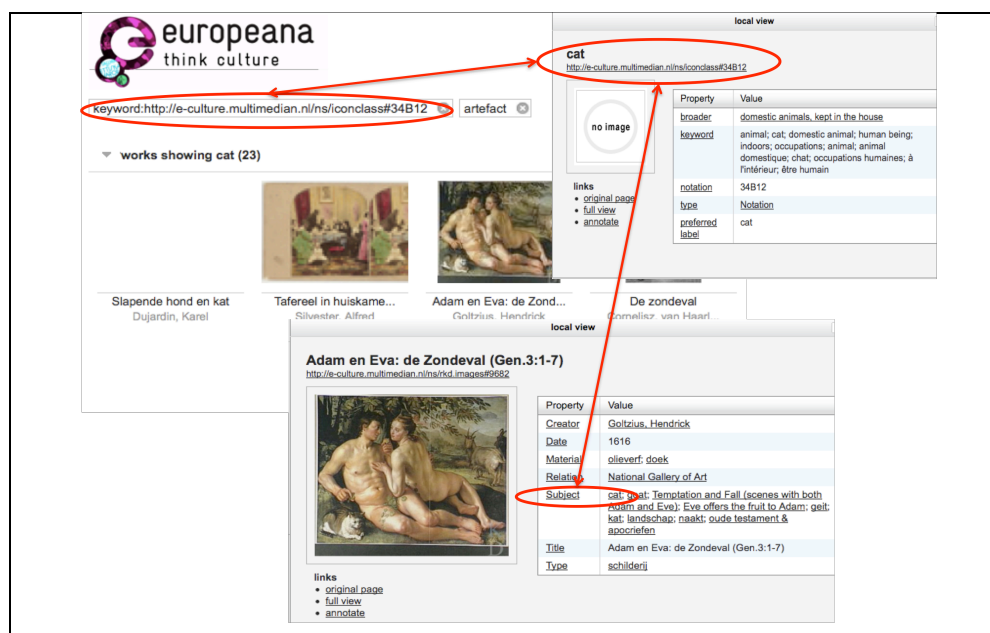 europeana
think culture
keyword:http://e-culture.multimedian.nl/ns/iconclass#34B12
artefact
works showing cat (23)
Slapende hond en kat
Dujardin, Karel
Tafereel in huiskame...
Silvester, Alfred
Adam en Eva: de Zond...
Goltzius, Hendrick
De zondeval
Cornelisz. van Haarl...
local view
cat
http://e-culture.multimedian.nl/ns/iconclass#34B12
no image
links
• original page
• full view
• annotate
Property Value
broader domestic animals, kept in the house
keyword animal; cat; domestic animal; human being;
indoors; occupations; animal; animal
domestique; chat; occupations humaines; à
l'intérieur; être humain
notation 34B12
type Notation
preferred cat
label
local view
Adam en Eva: de Zondeval (Gen.3:1-7)
http://e-culture.multimedian.nl/ns/rkd.images#9682
links
• original page
• full view
• annotate
Property Value
Creator Goltzius, Hendrick
Date 1616
Material olieverf; doek
Relation National Gallery of Art
Subject cat; goat; Temptation and Fall (scenes with both
Adam and Eve); Eve offers the fruit to Adam; geit;
kat; landschap; naakt; oude testament &
apocriefen
Title Adam en Eva: de Zondeval (Gen.3:1-7)
Type schilderij